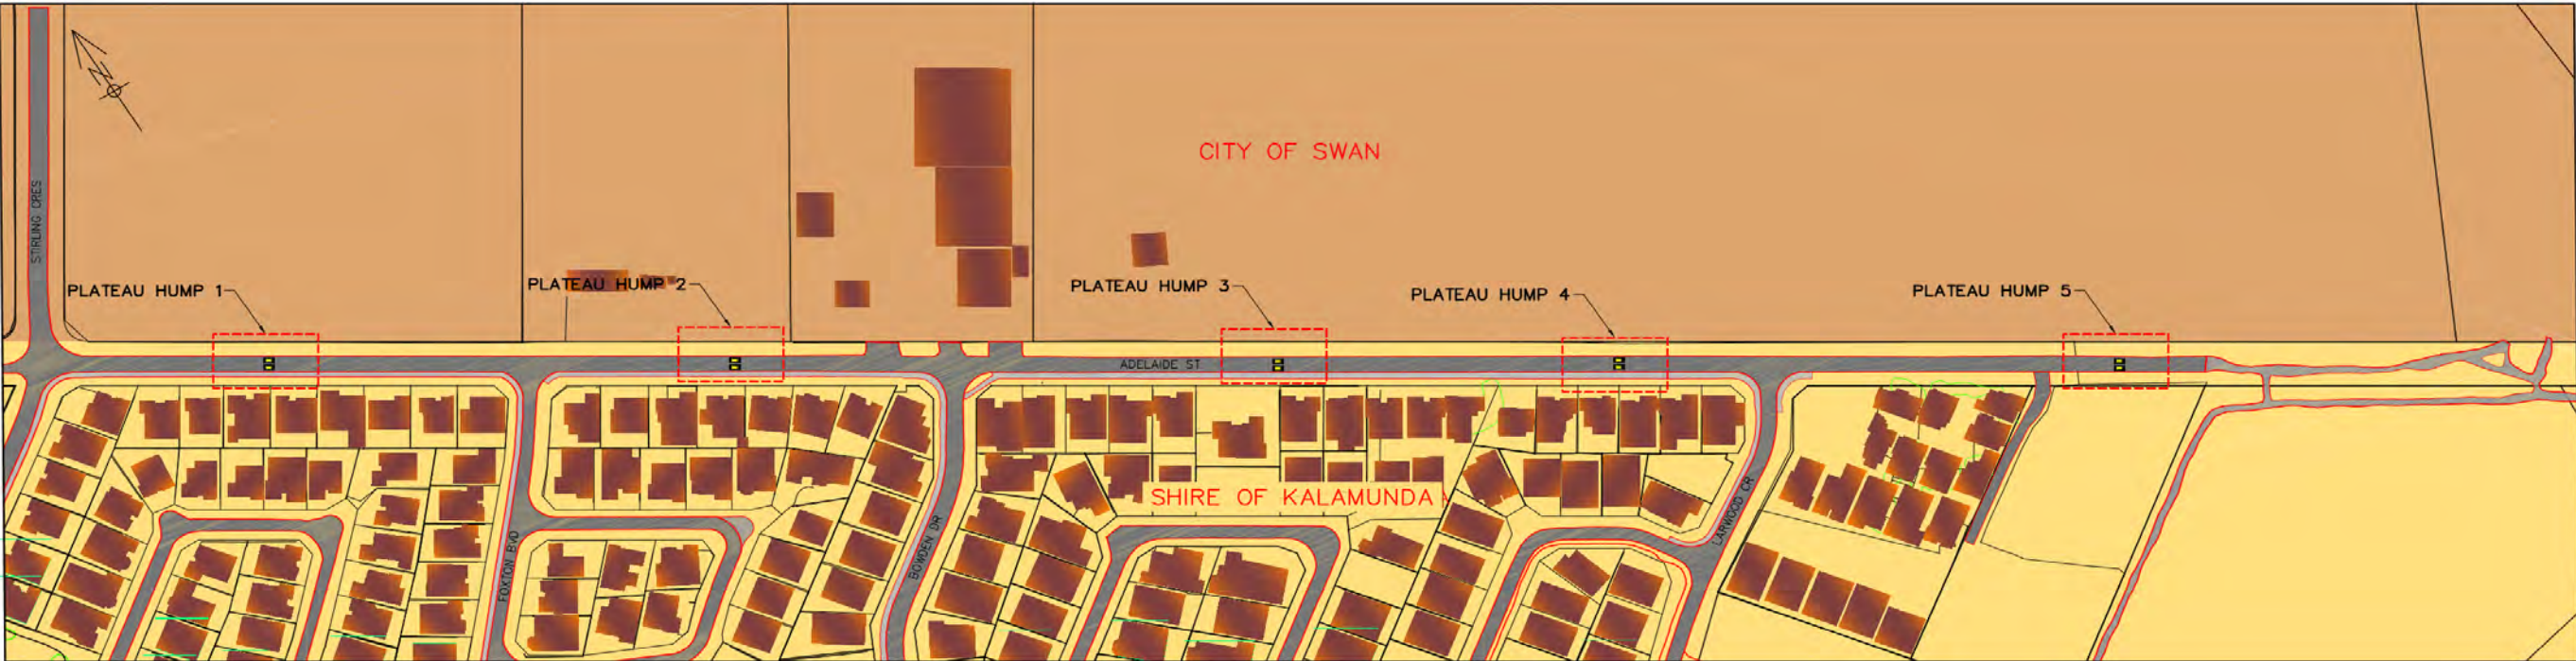 N
STIRLING CRES
CITY OF SWAN
PLATEAU HUMP 1
PLATEAU HUMP 2
PLATEAU HUMP 3
PLATEAU HUMP 4
PLATEAU HUMP 5
ADELAIDE ST
SHIRE OF KALAMUNDA
FOXTON BVD
BOWDEN DR
LARWOOD CR